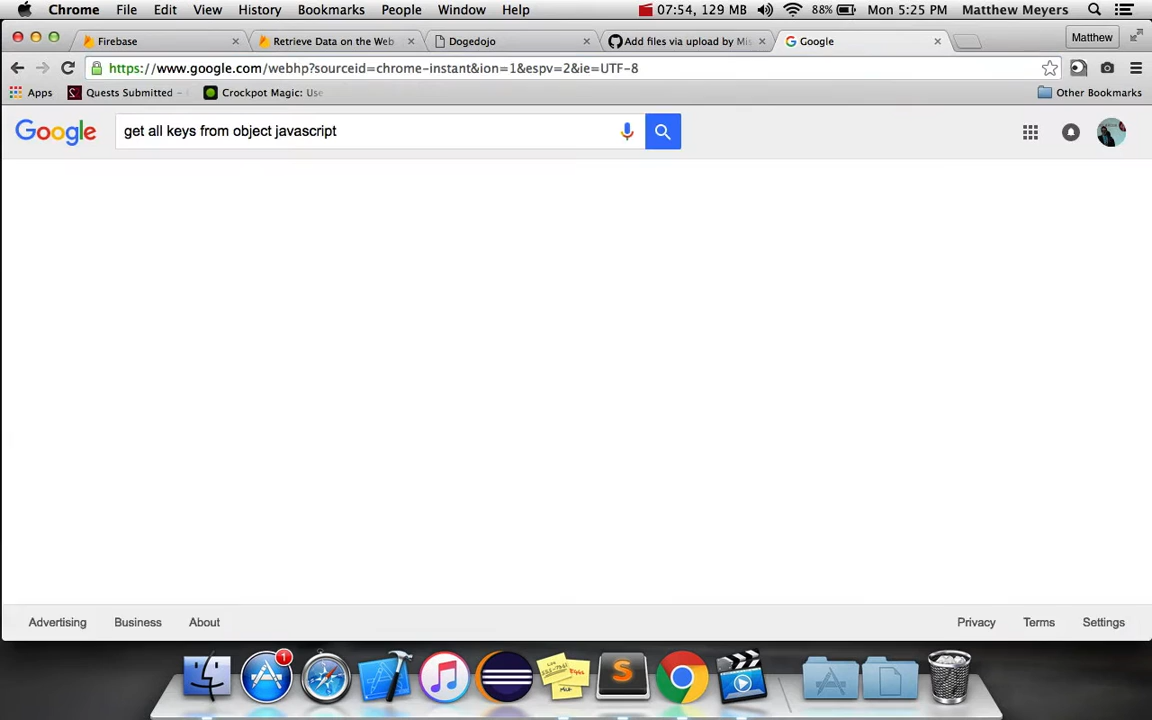 Chrome File Edit View History Bookmarks People Window Help 07:54, 129 MB 88% Mon 5:25 PM Matthew Meyers
Firebase Retrieve Data on the Web Dogedojo Add files via upload by Mis Google Matthew
https://www.google.com/webhp?sourceid=chrome-instant&ion=1&espv=2&ie=UTF-8
Apps Quests Submitted - Crockpot Magic: Use Other Bookmarks
Google get all keys from object javascript
Advertising Business About Privacy Terms Settings
1